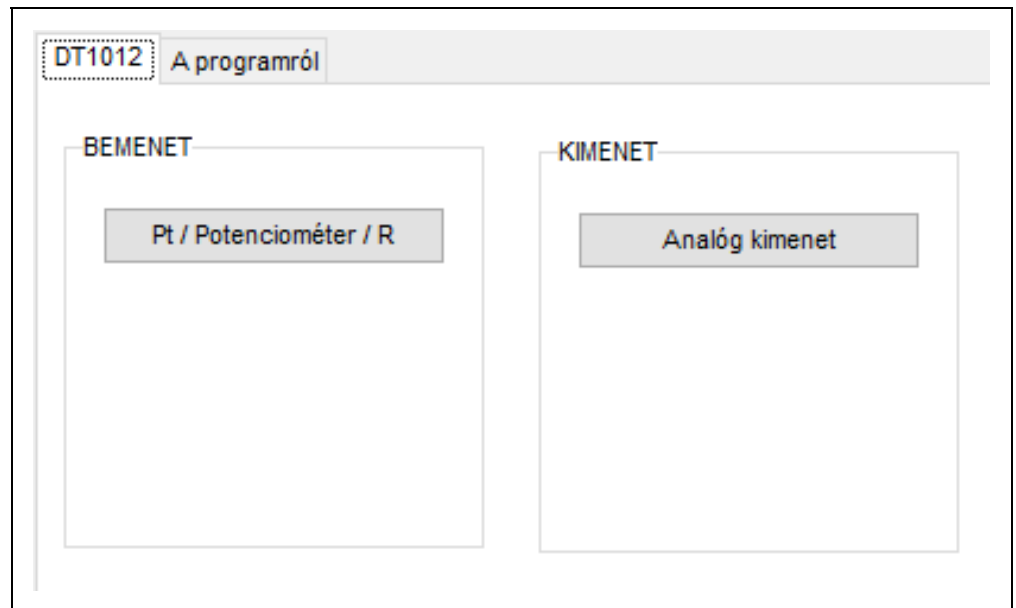 DT1012 A programról
BEMENET
Pt / Potenciométer / R
KIMENET
Analóg kimenet